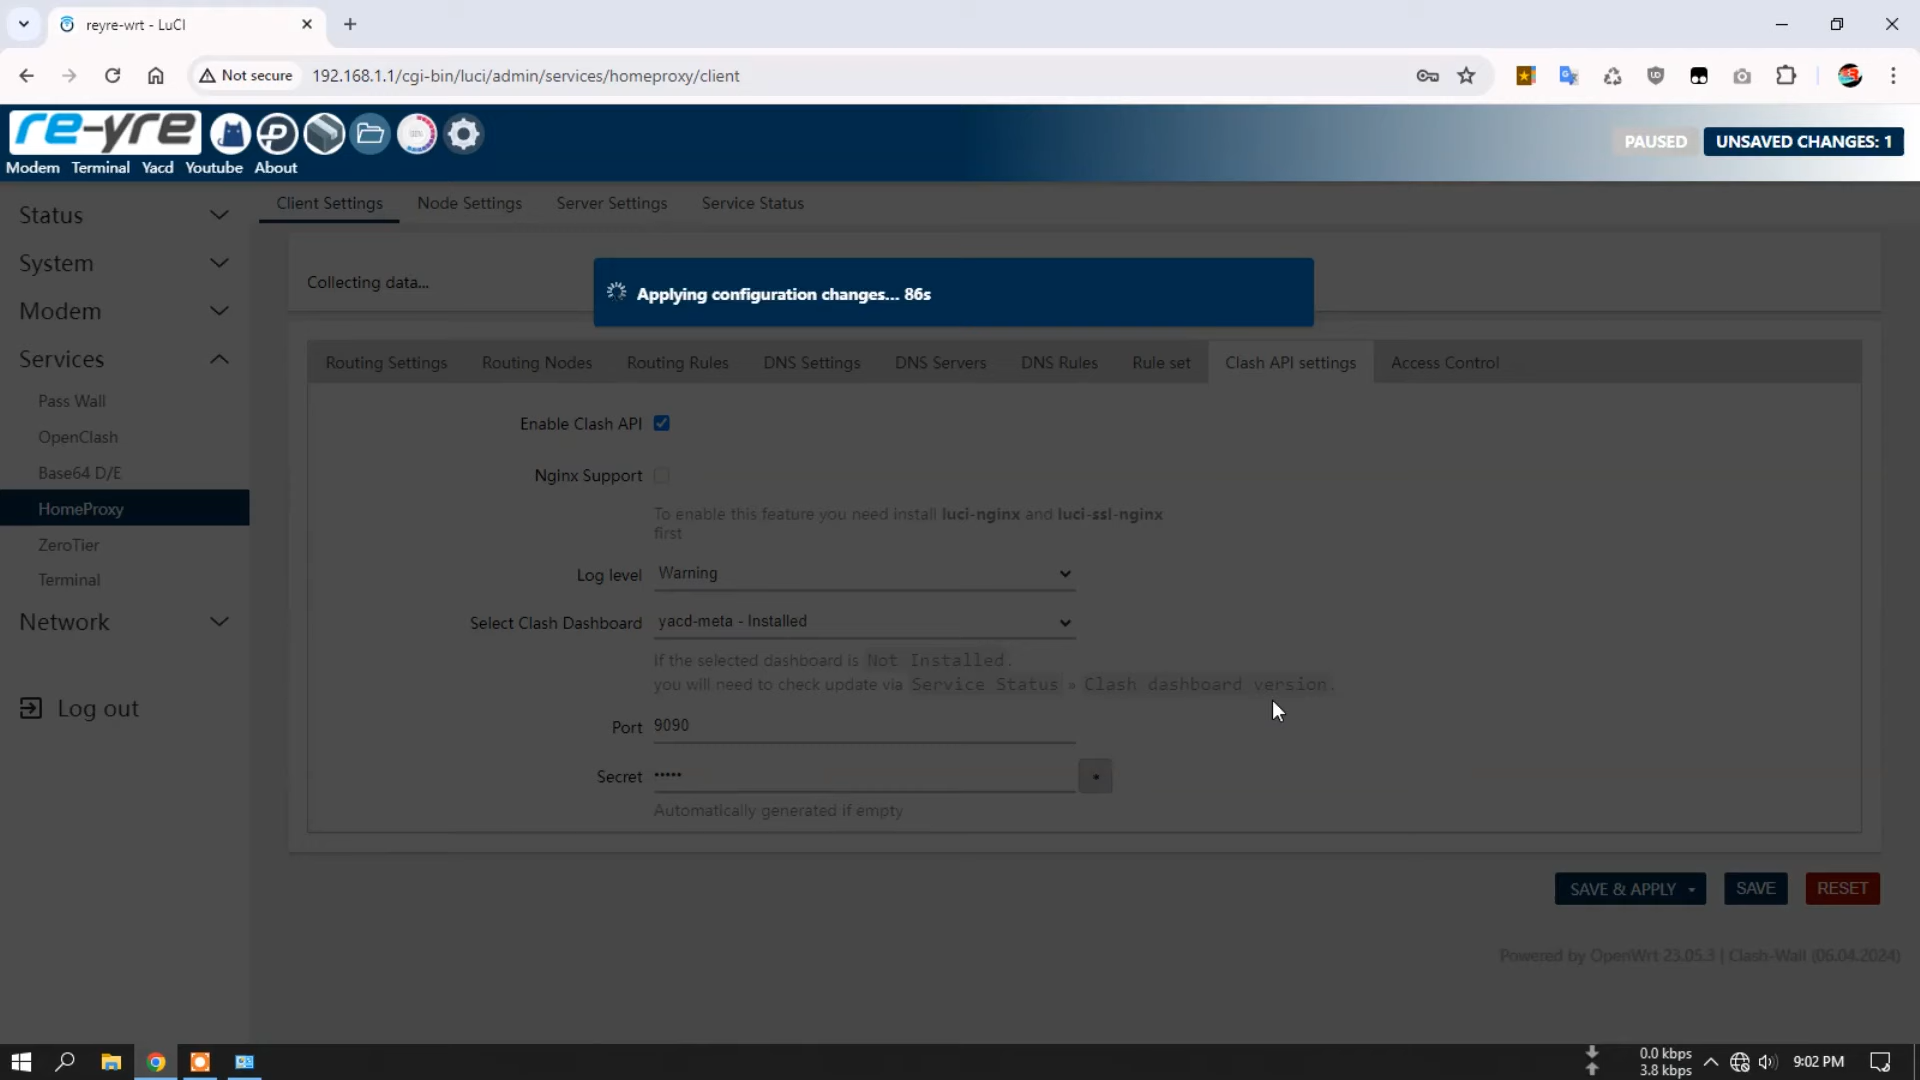 reyre-wrt - LuCI
Not secure
192.168.1.1/cgi-bin/luci/admin/services/homeproxy/client
re-yre
PAUSED
UNSAVED CHANGES: 1
Modem Terminal Yacd Youtube About
Status
System
Modem
Services
Pass Wall
OpenClash
Base64 D/E
HomeProxy
ZeroTier
Terminal
Network
Log out
Client Settings Node Settings Server Settings Service Status
Collecting data...
Applying configuration changes... 86s
Routing Settings Routing Nodes Routing Rules DNS Settings DNS Servers DNS Rules Rule set Clash API settings Access Control
Enable Clash API
Nginx Support
To enable this feature you need install luci-nginx and luci-ssl-nginx
first
Log level Warning
Select Clash Dashboard yacd-meta - Installed
If the selected dashboard is Not Installed.
you will need to check update via Service Status » Clash dashboard version.
Port 9090
Secret •••••
Automatically generated if empty
SAVE & APPLY SAVE RESET
Powered by OpenWrt 23.05.3 | Clash-Wall (06.04.2024)
0.0 kbps
3.8 kbps
9:02 PM